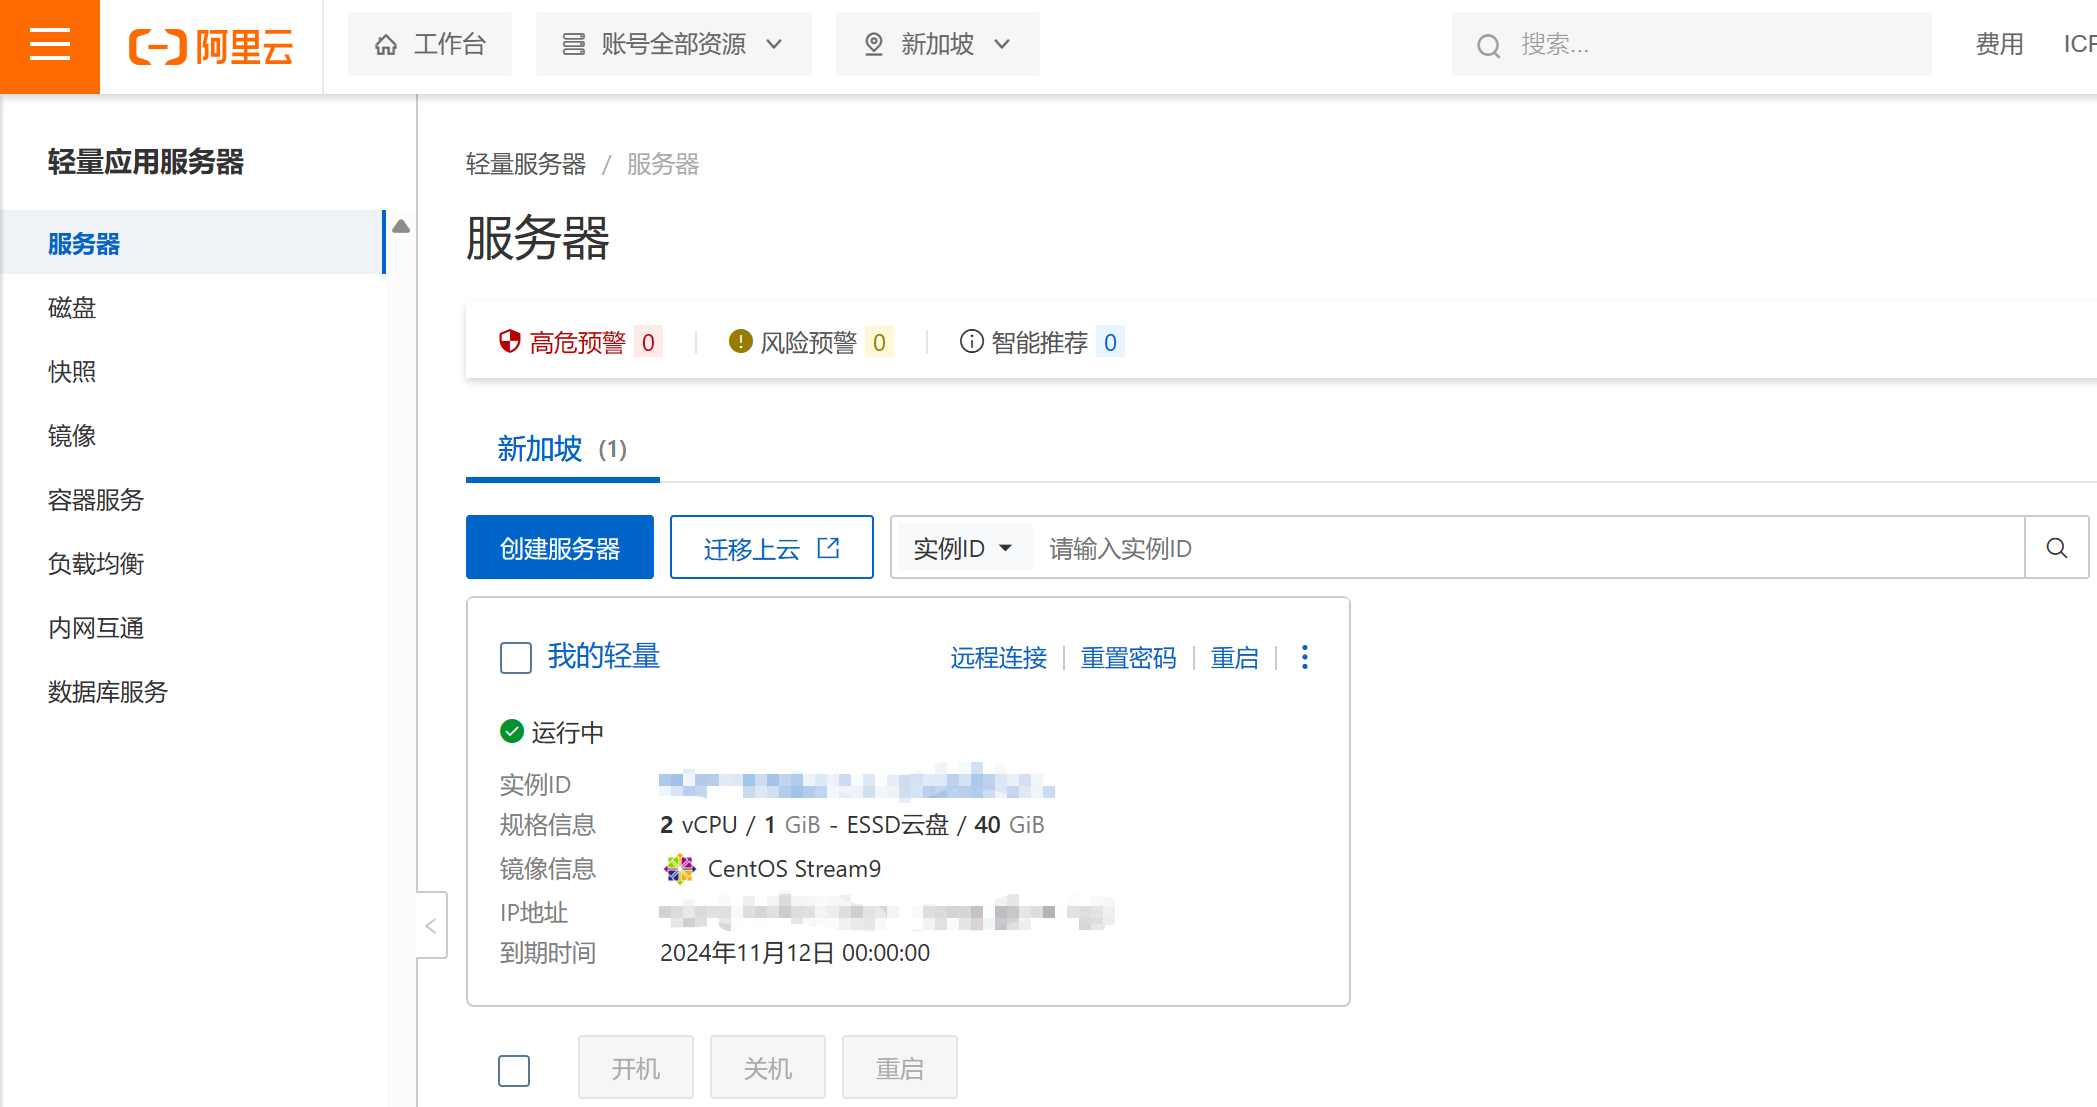 阿里云
工作台
账号全部资源
新加坡
搜索...
费用
轻量应用服务器
服务器
磁盘
快照
镜像
容器服务
负载均衡
内网互通
数据库服务
轻量服务器 / 服务器
服务器
高危预警 0
风险预警 0
智能推荐 0
新加坡 (1)
创建服务器
迁移上云
实例ID
请输入实例ID
我的轻量
远程连接
重置密码
重启
运行中
实例ID
规格信息 2 vCPU / 1 GiB - ESSD云盘 / 40 GiB
镜像信息 CentOS Stream9
IP地址
到期时间 2024年11月12日 00:00:00
开机
关机
重启